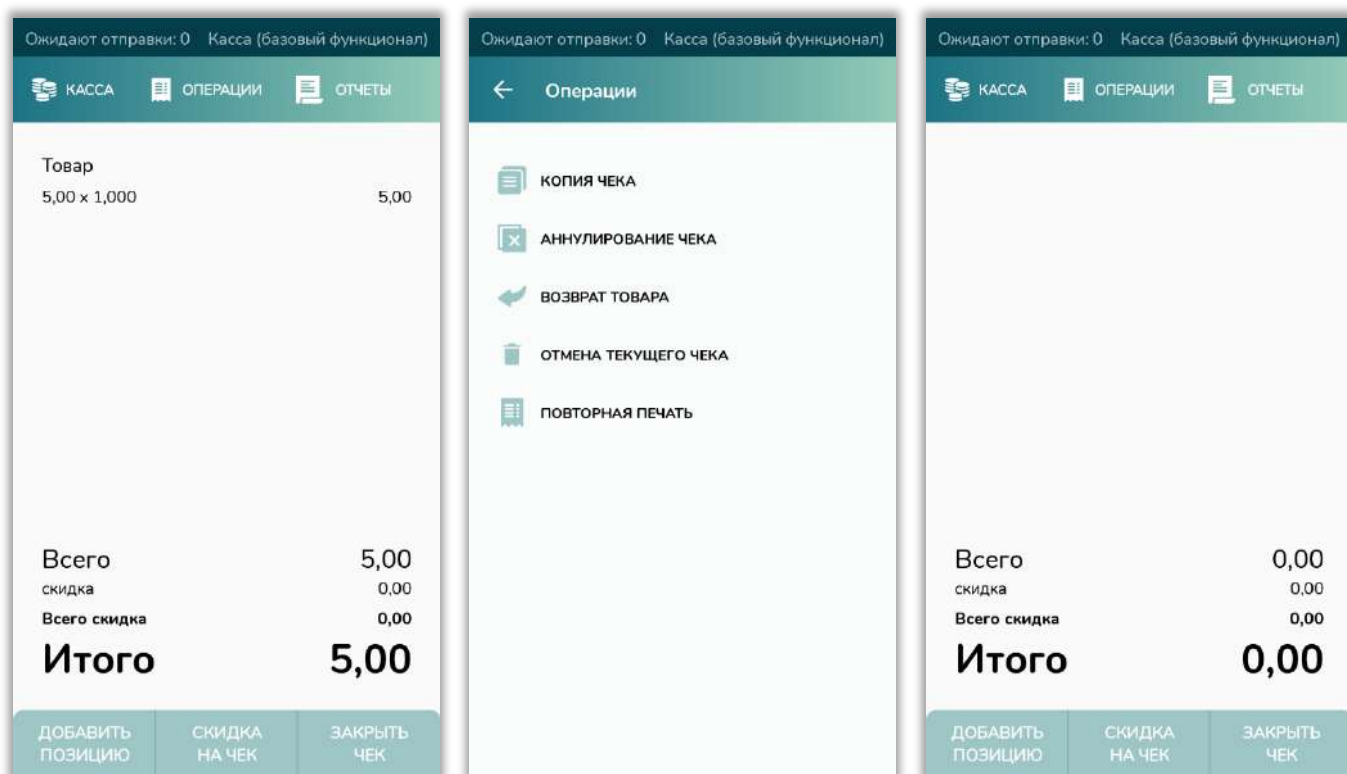 Ожидают отправки: 0 Касса (базовый функционал)
КАССА ОПЕРАЦИИ ОТЧЕТЫ
Товар
5,00 x 1,000 5,00
Всего 5,00
скидка 0,00
Всего скидка 0,00
Итого 5,00
ДОБАВИТЬ ПОЗИЦИЮ
СКИДКА НА ЧЕК
ЗАКРЫТЬ ЧЕК
Ожидают отправки: 0 Касса (базовый функционал)
Операции
КОПИЯ ЧЕКА
АННУЛИРОВАНИЕ ЧЕКА
ВОЗВРАТ ТОВАРА
ОТМЕНА ТЕКУЩЕГО ЧЕКА
ПОВТОРНАЯ ПЕЧАТЬ
Ожидают отправки: 0 Касса (базовый функционал)
КАССА ОПЕРАЦИИ ОТЧЕТЫ
Всего 0,00
скидка 0,00
Всего скидка 0,00
Итого 0,00
ДОБАВИТЬ ПОЗИЦИЮ
СКИДКА НА ЧЕК
ЗАКРЫТЬ ЧЕК